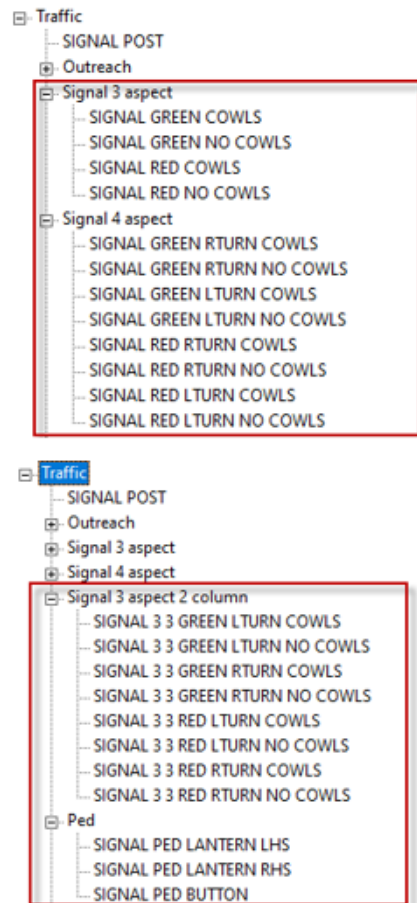 Traffic
SIGNAL POST
Outreach
Signal 3 aspect
SIGNAL GREEN COWLS
SIGNAL GREEN NO COWLS
SIGNAL RED COWLS
SIGNAL RED NO COWLS
Signal 4 aspect
SIGNAL GREEN RTURN COWLS
SIGNAL GREEN RTURN NO COWLS
SIGNAL GREEN LTURN COWLS
SIGNAL GREEN LTURN NO COWLS
SIGNAL RED RTURN COWLS
SIGNAL RED RTURN NO COWLS
SIGNAL RED LTURN COWLS
SIGNAL RED LTURN NO COWLS
Traffic
SIGNAL POST
Outreach
Signal 3 aspect
Signal 4 aspect
Signal 3 aspect 2 column
SIGNAL 3 3 GREEN LTURN COWLS
SIGNAL 3 3 GREEN LTURN NO COWLS
SIGNAL 3 3 GREEN RTURN COWLS
SIGNAL 3 3 GREEN RTURN NO COWLS
SIGNAL 3 3 RED LTURN COWLS
SIGNAL 3 3 RED LTURN NO COWLS
SIGNAL 3 3 RED RTURN COWLS
SIGNAL 3 3 RED RTURN NO COWLS
Ped
SIGNAL PED LANTERN LHS
SIGNAL PED LANTERN RHS
SIGNAL PED BUTTON